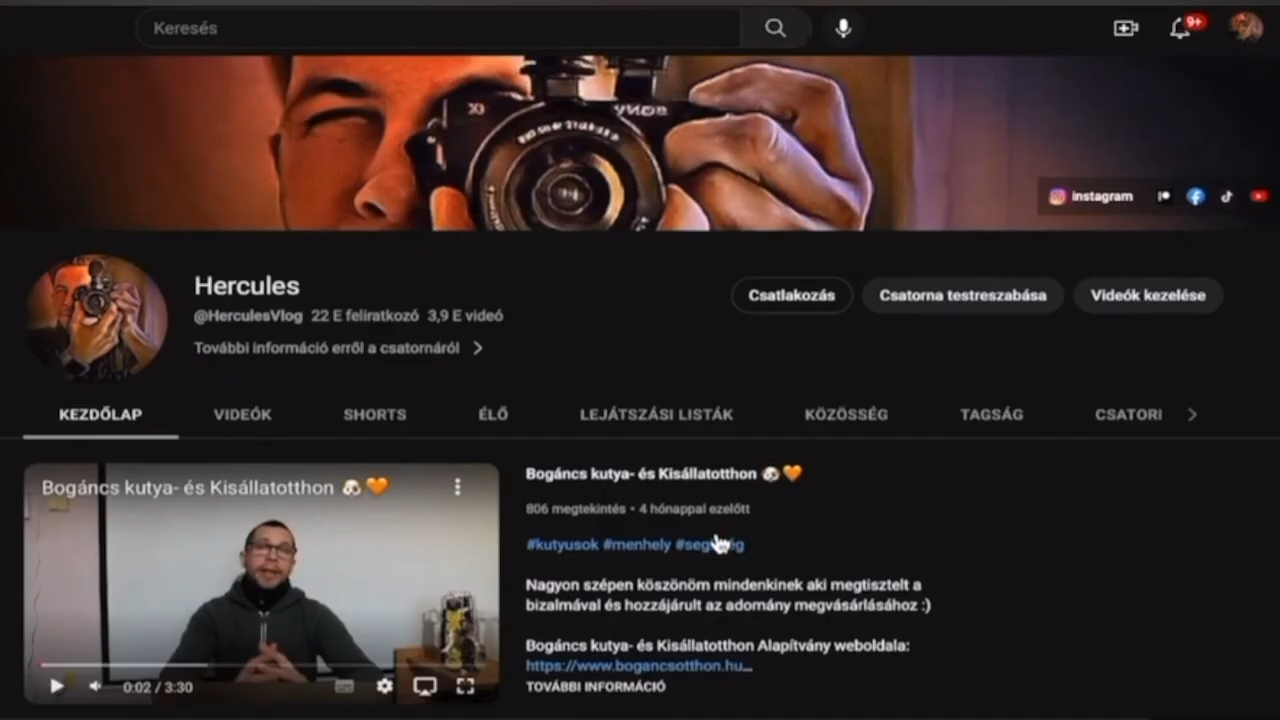 Keresés
9+
instagram
Hercules
@HerculesVlog 22 E feliratkozó 3,9 E videó
További információ erről a csatornáról
Csatlakozás
Csatorna testreszabása
Videók kezelése
KEZDŐLAP
VIDEÓK
SHORTS
ÉLŐ
LEJÁTSZÁSI LISTÁK
KÖZÖSSÉG
TAGSÁG
CSATORI
Bogáncs kutya- és Kisállatotthon 🐶🧡
0:02 / 3:30
Bogáncs kutya- és Kisállatotthon 🐶🧡
806 megtekintés • 4 hónappal ezelőtt
#kutyusok #menhely
Nagyon szépen köszönöm mindenkinek aki megtisztelt a
bizalmával és hozzájárult az adomány megvásárlásához :)
Bogáncs kutya- és Kisállatotthon Alapítvány weboldala:
https://www.bogancsotthon.hu...
TOVÁBBI INFORMÁCIÓ